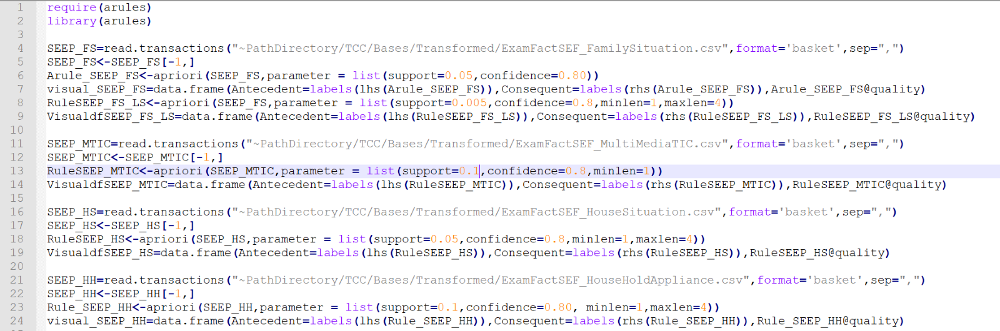 1 require(arules)
2 library(arules)
3
4 SEEP_FS=read.transactions("~PathDirectory/TCC/Bases/Transformed/ExamFactSEF_FamilySituation.csv",format='basket',sep=",")
5 SEEP_FS<-SEEP_FS[-1,]
6 Arule_SEEP_FS<-apriori(SEEP_FS,parameter = list(support=0.05,confidence=0.80))
7 visual_SEEP_FS=data.frame(Antecedent=labels(lhs(Arule_SEEP_FS)),Consequent=labels(rhs(Arule_SEEP_FS)),Arule_SEEP_FS@quality)
8 RuleSEEP_FS_LS<-apriori(SEEP_FS,parameter = list(support=0.005,confidence=0.8,minlen=1,maxlen=4))
9 VisualdfSEEP_FS_LS=data.frame(Antecedent=labels(lhs(RuleSEEP_FS_LS)),Consequent=labels(rhs(RuleSEEP_FS_LS)),RuleSEEP_FS_LS@quality)
10
11 SEEP_MTIC=read.transactions("~PathDirectory/TCC/Bases/Transformed/ExamFactSEF_MultiMediaTIC.csv",format='basket',sep=",")
12 SEEP_MTIC<-SEEP_MTIC[-1,]
13 RuleSEEP_MTIC<-apriori(SEEP_MTIC,parameter = list(support=0.1,confidence=0.8,minlen=1))
14 VisualdfSEEP_MTIC=data.frame(Antecedent=labels(lhs(RuleSEEP_MTIC)),Consequent=labels(rhs(RuleSEEP_MTIC)),RuleSEEP_MTIC@quality)
15
16 SEEP_HS=read.transactions("~PathDirectory/TCC/Bases/Transformed/ExamFactSEF_HouseSituation.csv",format='basket',sep=",")
17 SEEP_HS<-SEEP_HS[-1,]
18 RuleSEEP_HS<-apriori(SEEP_HS,parameter = list(support=0.05,confidence=0.8,minlen=1,maxlen=4))
19 VisualdfSEEP_HS=data.frame(Antecedent=labels(lhs(RuleSEEP_HS)),Consequent=labels(rhs(RuleSEEP_HS)),RuleSEEP_HS@quality)
20
21 SEEP_HH=read.transactions("~PathDirectory/TCC/Bases/Transformed/ExamFactSEF_HouseHoldAppliance.csv",format='basket',sep=",")
22 SEEP_HH<-SEEP_HH[-1,]
23 Rule_SEEP_HH<-apriori(SEEP_HH,parameter = list(support=0.1,confidence=0.80, minlen=1,maxlen=4))
24 visual_SEEP_HH=data.frame(Antecedent=labels(lhs(Rule_SEEP_HH)),Consequent=labels(rhs(Rule_SEEP_HH)),Rule_SEEP_HH@quality)